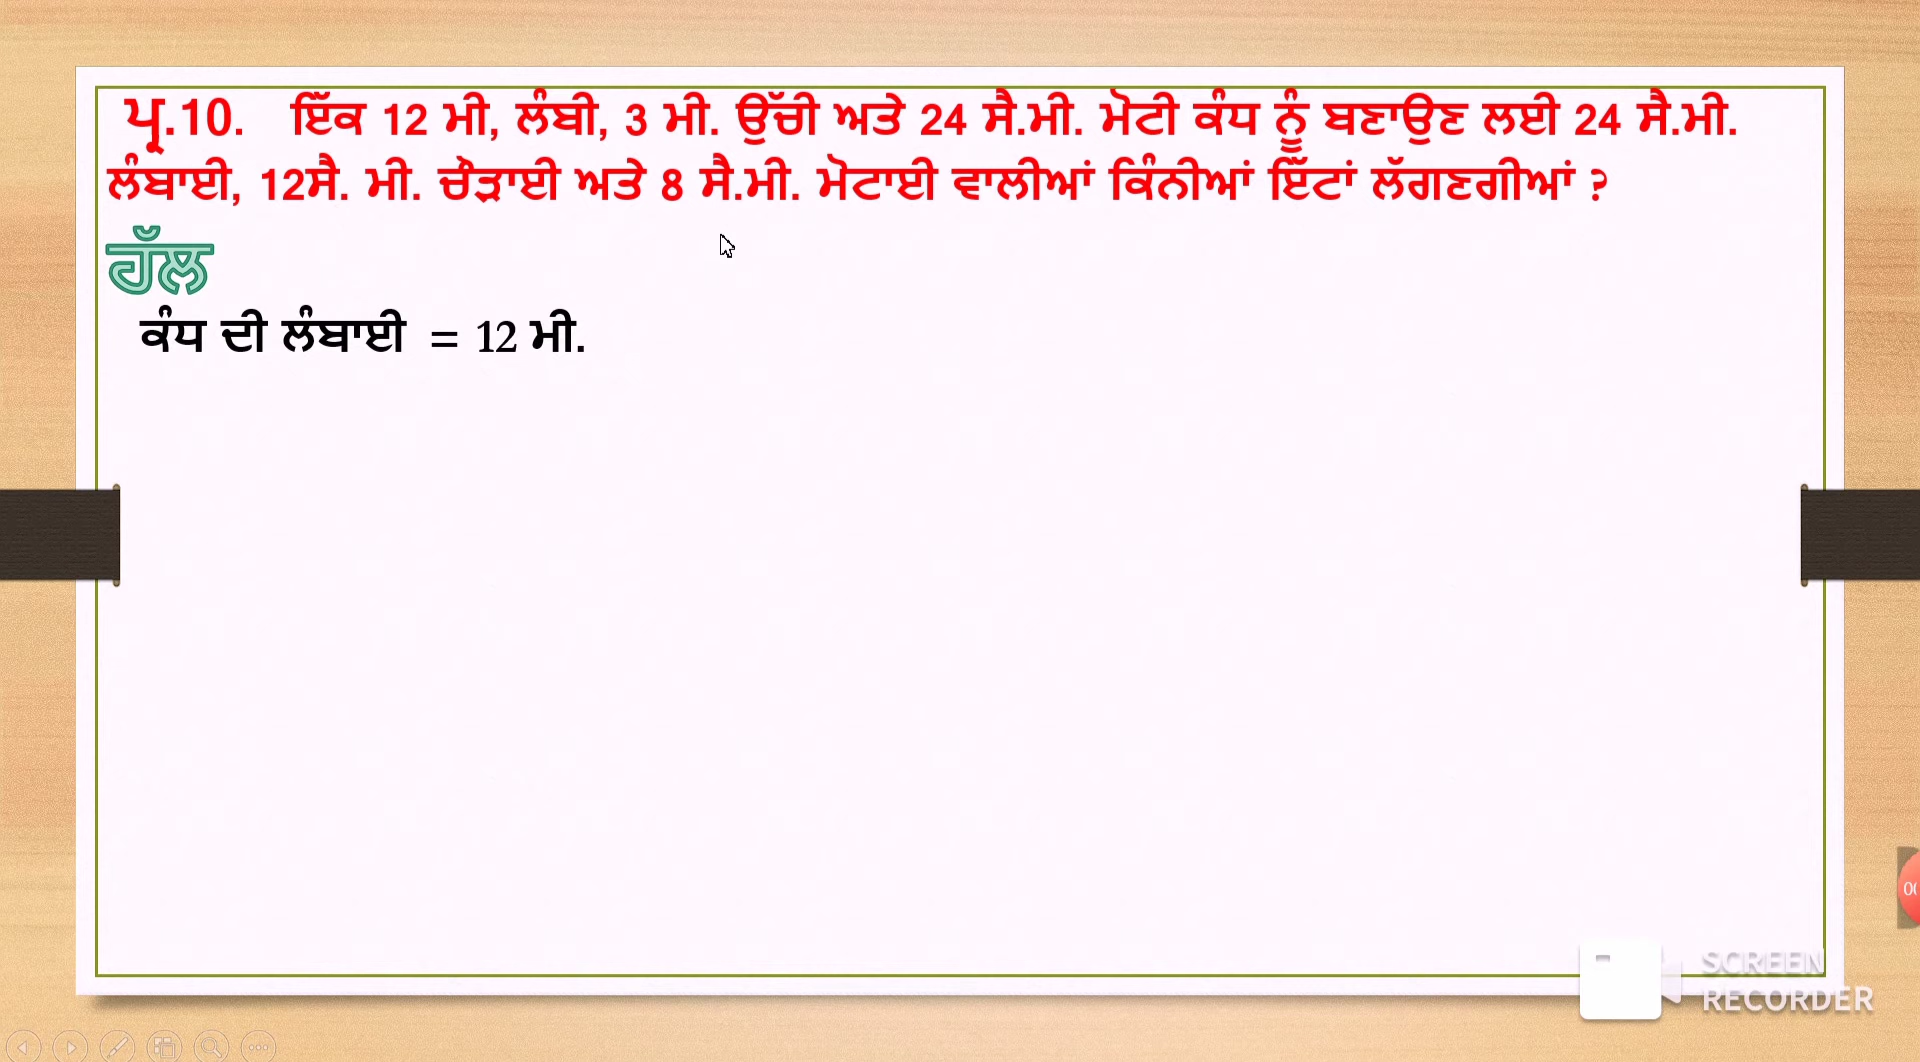 ਪ੍ਰ.10. ਇੱਕ 12 ਮੀ, ਲੰਬੀ, 3 ਮੀ. ਉੱਚੀ ਅਤੇ 24 ਸੈ.ਮੀ. ਮੋਟੀ ਕੰਧ ਨੂੰ ਬਣਾਉਣ ਲਈ 24 ਸੈ.ਮੀ.
ਲੰਬਾਈ, 12ਸੈ. ਮੀ. ਚੌੜਾਈ ਅਤੇ 8 ਸੈ.ਮੀ. ਮੋਟਾਈ ਵਾਲੀਆਂ ਕਿੰਨੀਆਂ ਇੱਟਾਂ ਲੱਗਣਗੀਆਂ ?
ਹੱਲ
ਕੰਧ ਦੀ ਲੰਬਾਈ = 12 ਮੀ.
SCREEN
RECORDER